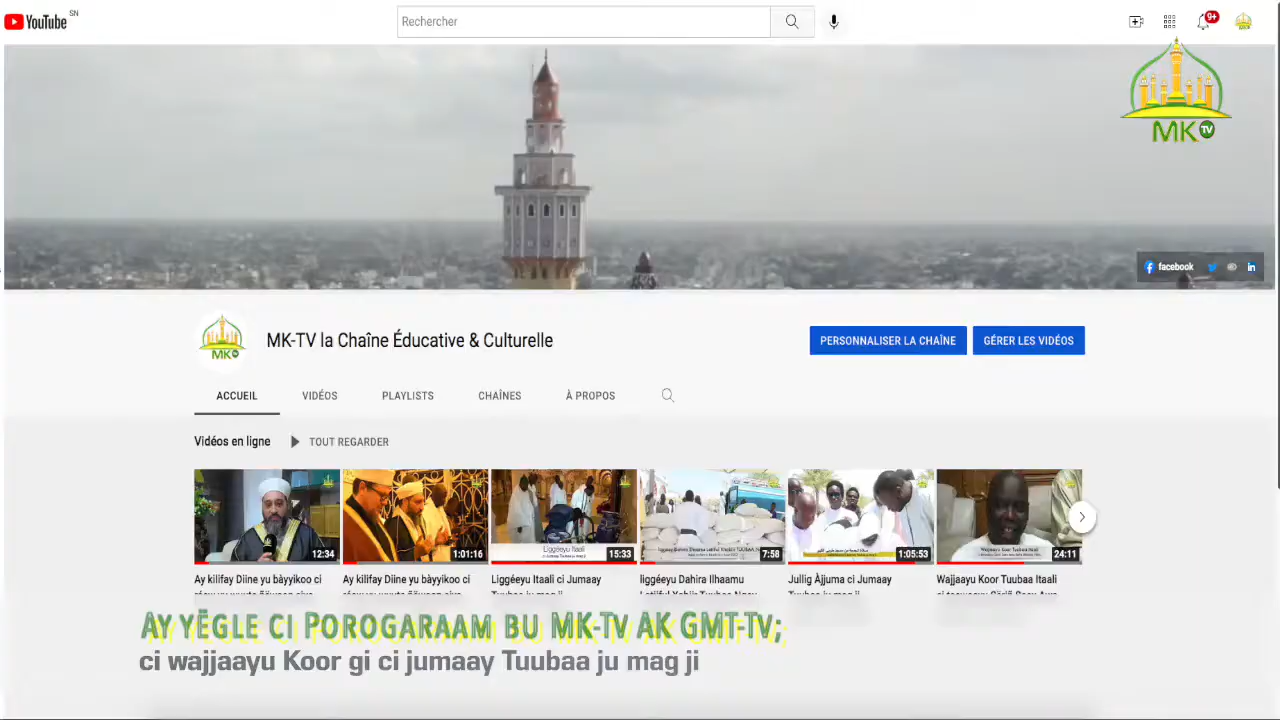 YouTube SN
Rechercher
9+
MK TV
facebook
in
MK-TV la Chaîne Éducative & Culturelle
PERSONNALISER LA CHAÎNE
GÉRER LES VIDÉOS
ACCUEIL VIDÉOS PLAYLISTS CHAÎNES À PROPOS
Vidéos en ligne TOUT REGARDER
12:34
1:01:16
Liggéeyu Itaali
15:33
7:58
1:05:53
24:11
Ay kilifay Diine yu bàyyikoo ci
Ay kilifay Diine yu bàyyikoo ci
Liggéeyu Itaali ci Jumaay
liggéeyu Dahira Ilhaamu
Jullig Àjjuma ci Jumaay
Wajjaayu Koor Tuubaa Itaali
AY YËGLE CI POROGARAAM BU MK-TV AK GMT-TV;
ci wajjaayu Koor gi ci jumaay Tuubaa ju mag ji